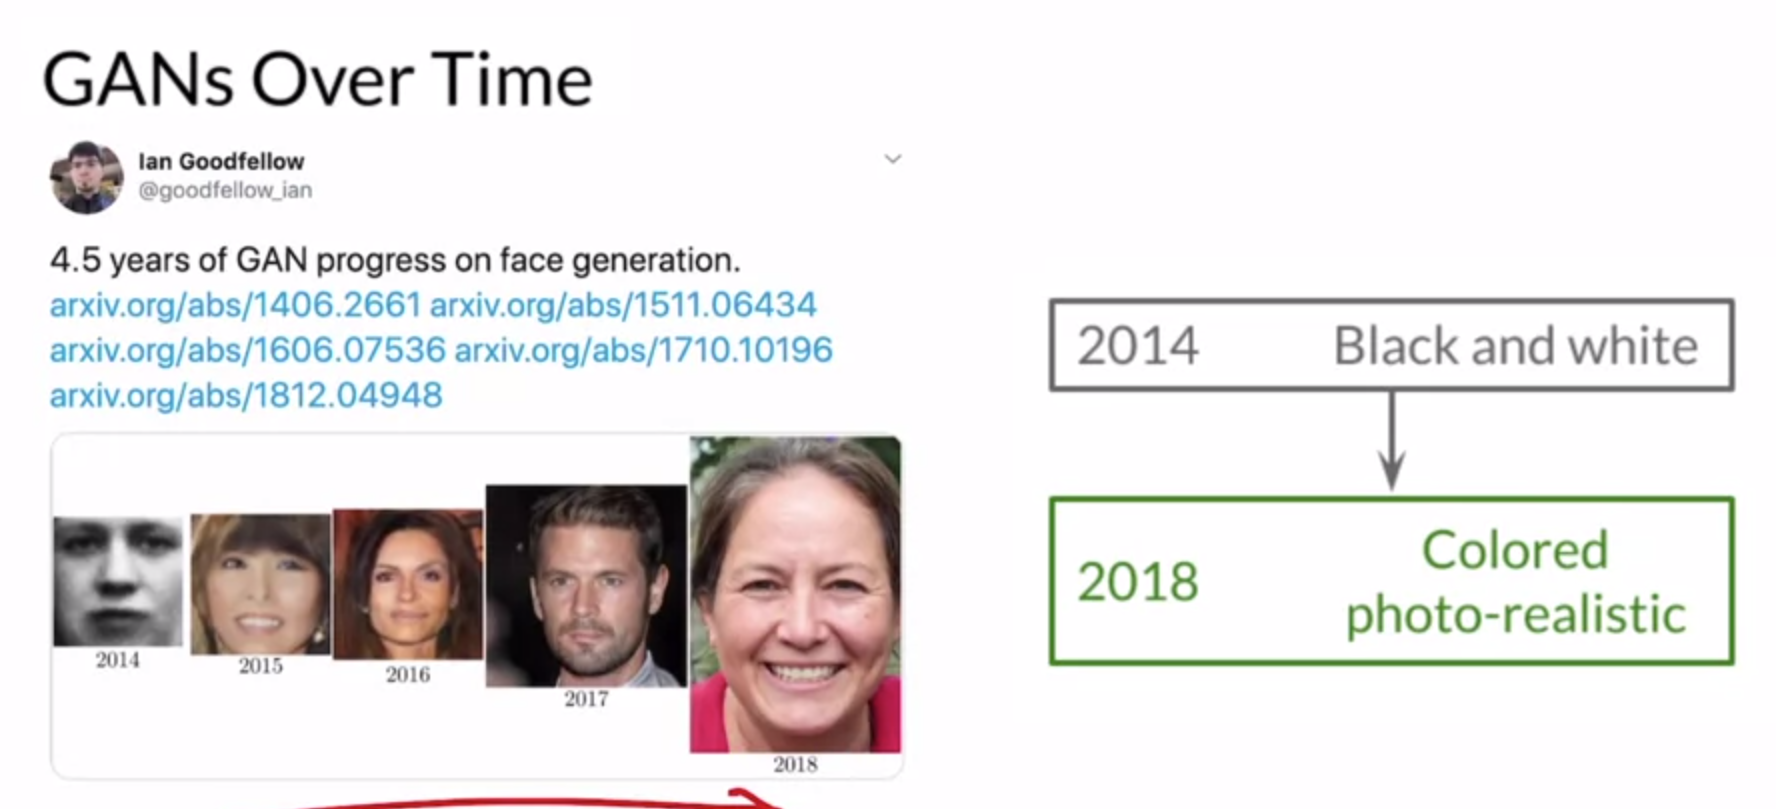 GANs Over Time
Ian Goodfellow
@goodfellow_ian
4.5 years of GAN progress on face generation.
arxiv.org/abs/1406.2661 arxiv.org/abs/1511.06434
arxiv.org/abs/1606.07536 arxiv.org/abs/1710.10196
arxiv.org/abs/1812.04948
2014
2015
2016
2017
2018
2014 Black and white
2018 Colored
photo-realistic